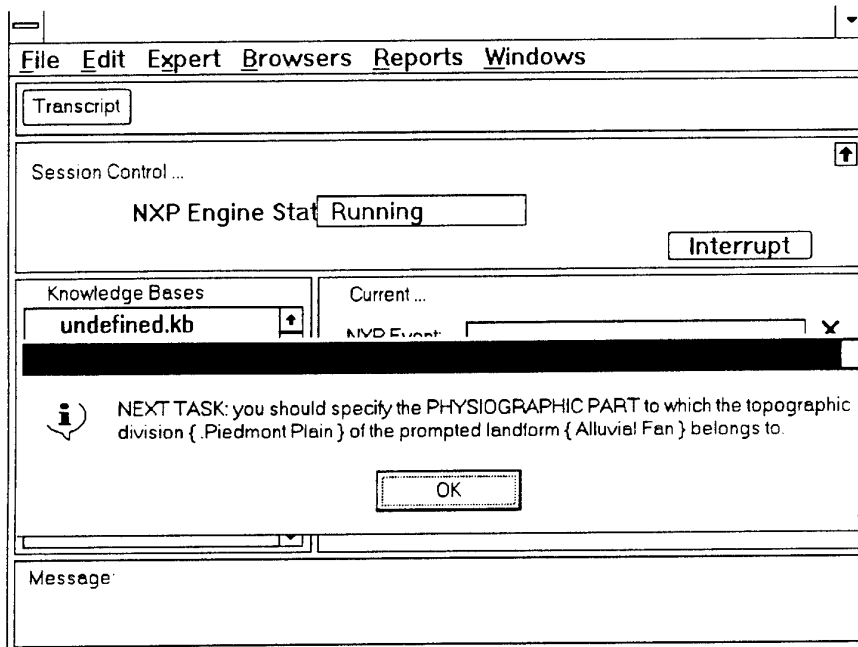 File Edit Expert Browsers Reports Windows
Transcript
Session Control ...
NXP Engine Stat Running
Interrupt
Knowledge Bases
Current ...
undefined.kb
NXP Event:
NEXT TASK: you should specify the PHYSIOGRAPHIC PART to which the topographic
division { .Piedmont Plain } of the prompted landform { Alluvial Fan } belongs to.
OK
Message: